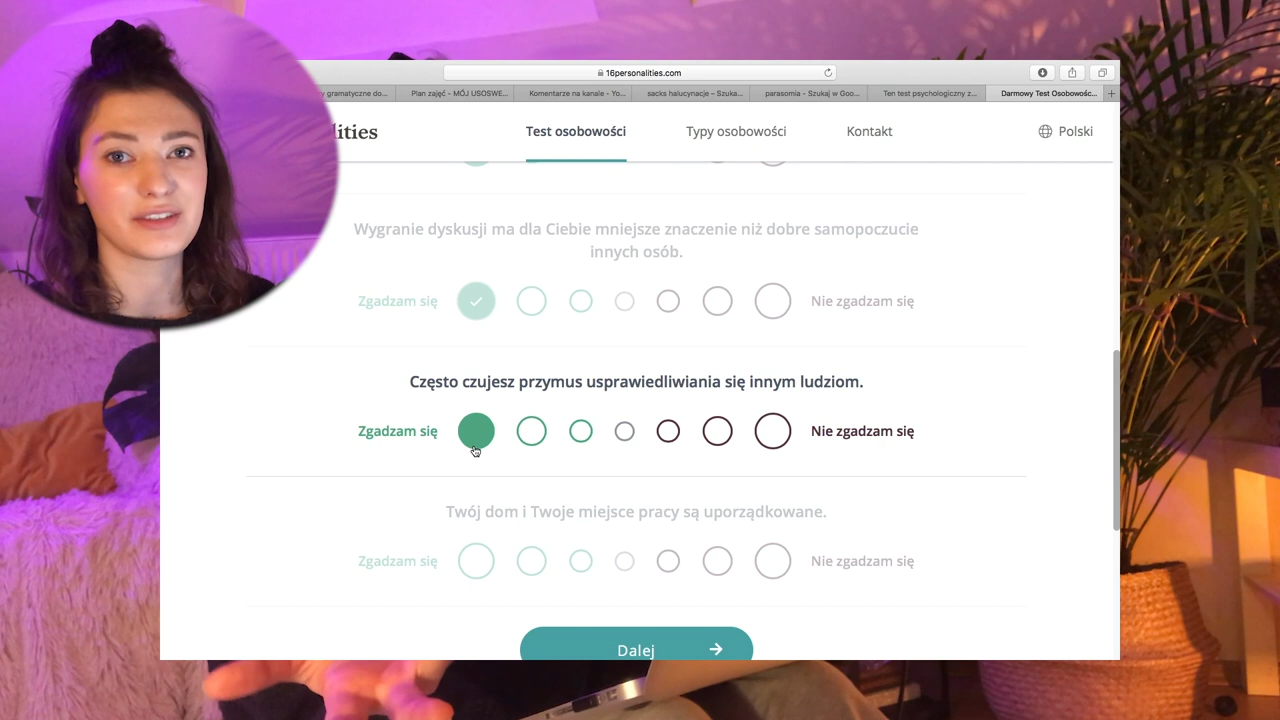 16personalities.com
y gramatyczne do...
Plan zajęć - MÓJ USOSWE...
Komentarze na kanale - Yo...
sacks halucynacje – Szuka...
parasomia - Szukaj w Goo...
Ten test psychologiczny z...
Darmowy Test Osobowośc...
lities
Test osobowości
Typy osobowości
Kontakt
Polski
Wygranie dyskusji ma dla Ciebie mniejsze znaczenie niż dobre samopoczucie
innych osób.
Zgadzam się
Nie zgadzam się
Często czujesz przymus usprawiedliwiania się innym ludziom.
Zgadzam się
Nie zgadzam się
Twój dom i Twoje miejsce pracy są uporządkowane.
Zgadzam się
Nie zgadzam się
Dalej